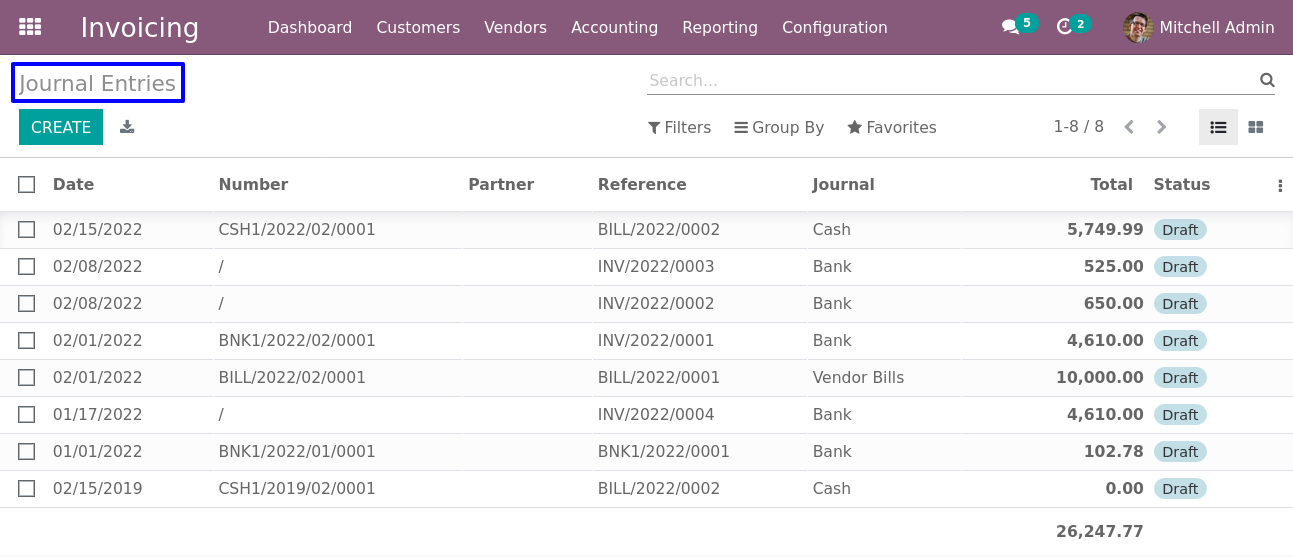 Invoicing Dashboard Customers Vendors Accounting Reporting Configuration 5 2 Mitchell Admin
Journal Entries Search...
CREATE Filters Group By Favorites 1-8 / 8
Date Number Partner Reference Journal Total Status
02/15/2022 CSH1/2022/02/0001 BILL/2022/0002 Cash 5,749.99 Draft
02/08/2022 / INV/2022/0003 Bank 525.00 Draft
02/08/2022 / INV/2022/0002 Bank 650.00 Draft
02/01/2022 BNK1/2022/02/0001 INV/2022/0001 Bank 4,610.00 Draft
02/01/2022 BILL/2022/02/0001 BILL/2022/0001 Vendor Bills 10,000.00 Draft
01/17/2022 / INV/2022/0004 Bank 4,610.00 Draft
01/01/2022 BNK1/2022/01/0001 BNK1/2022/0001 Bank 102.78 Draft
02/15/2019 CSH1/2019/02/0001 BILL/2022/0002 Cash 0.00 Draft
26,247.77